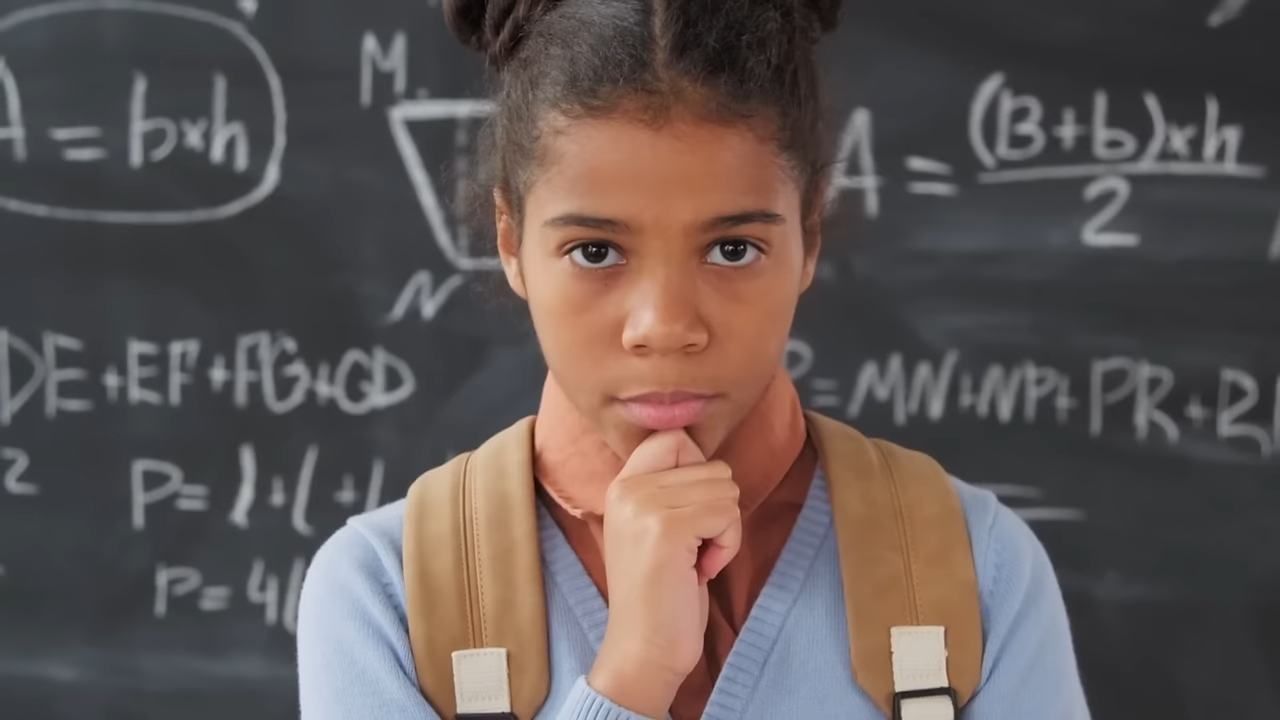 A = b×h
M
A = (B+b)×h
2
N
DE+EF+FG+GD
P= MN+NP+PR+R
2
P= l+l+l
P=4l